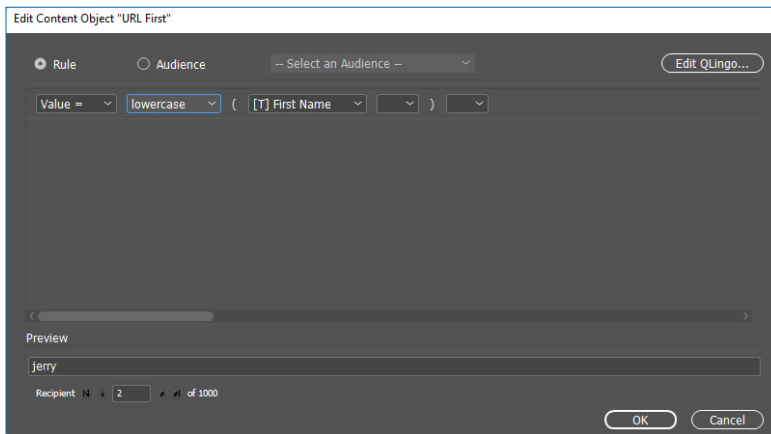 Edit Content Object "URL First"
Rule Audience -- Select an Audience -- Edit QLingo...
Value = lowercase ( [T] First Name )
Preview
jerry
Recipient 2 of 1000
OK Cancel